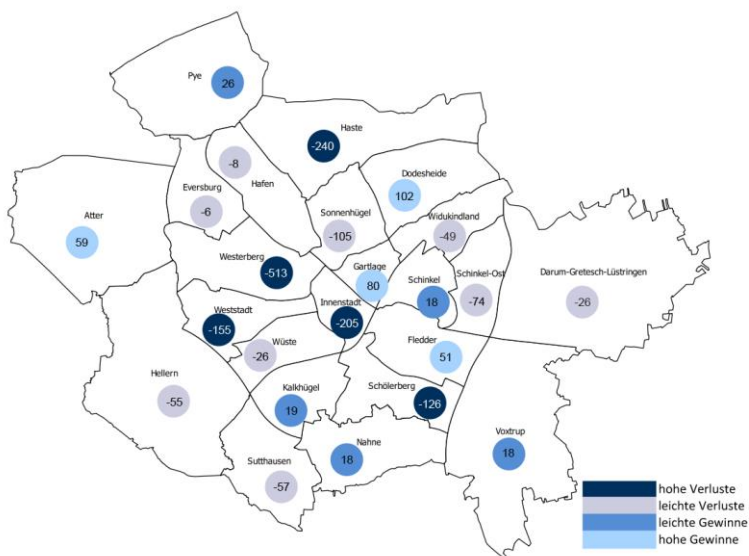 Pye
26
Haste
-240
-8
Hafen
Dodesheide
102
Eversburg
-6
Atter
59
Sonnenhügel
-105
Widukindland
-49
Westerberg
-513
Gartlage
80
Schinkel
18
Schinkel-Ost
-74
Darum-Gretesch-Lüstringen
-26
Weststadt
-155
Innenstadt
-205
Wüste
-26
Fledder
51
Hellern
-55
Kalkhügel
19
Schölerberg
-126
Sutthausen
-57
Nahne
18
Voxtrup
18
hohe Verluste
leichte Verluste
leichte Gewinne
hohe Gewinne